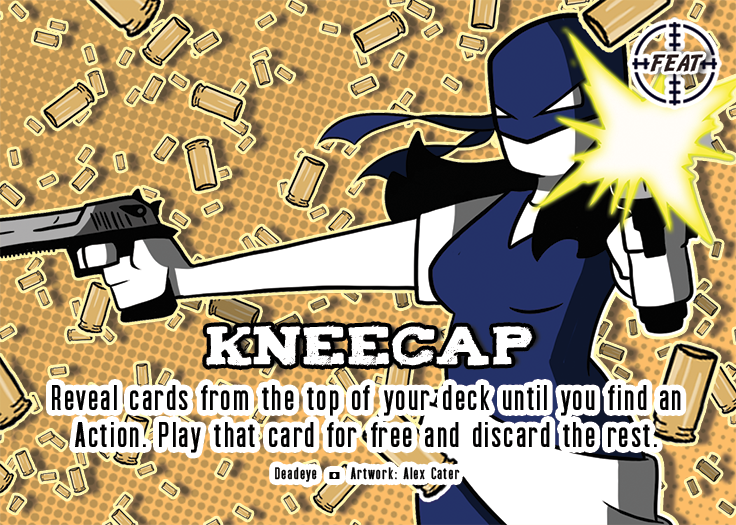 FEAT
KNEECAP
Reveal cards from the top of your deck until you find an
Action. Play that card for free and discard the rest.
Deadeye Artwork: Alex Cater